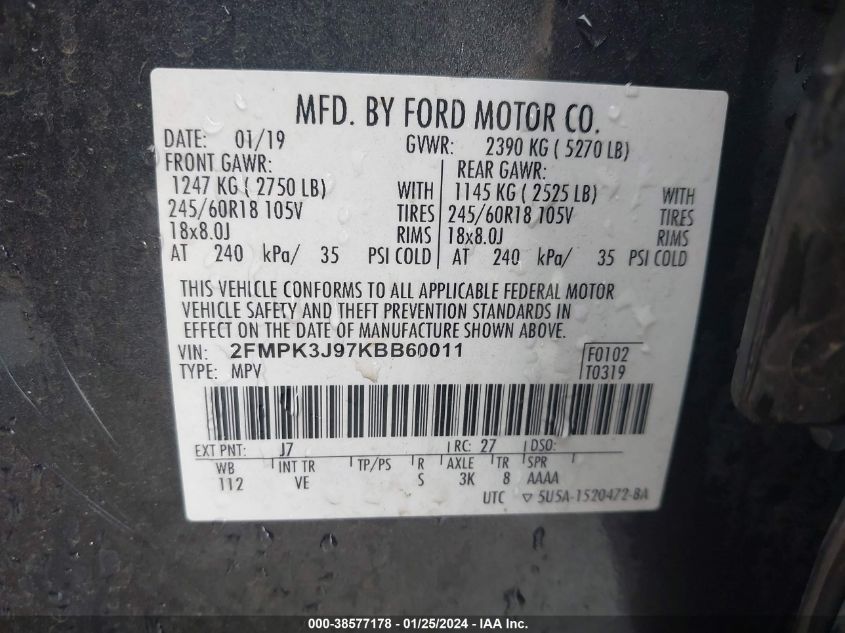 MFD. BY FORD MOTOR CO.
DATE: 01/19 GVWR: 2390 KG ( 5270 LB)
FRONT GAWR: REAR GAWR:
1247 KG ( 2750 LB) WITH 1145 KG ( 2525 LB) WITH
245/60R18 105V TIRES 245/60R18 105V TIRES
18x8.0J RIMS 18x8.0J RIMS
AT 240 kPa/ 35 PSI COLD AT 240 kPa/ 35 PSI COLD
THIS VEHICLE CONFORMS TO ALL APPLICABLE FEDERAL MOTOR
VEHICLE SAFETY AND THEFT PREVENTION STANDARDS IN
EFFECT ON THE DATE OF MANUFACTURE SHOWN ABOVE.
VIN: 2FMPK3J97KBB60011 F0102
TYPE: MPV T0319
EXT PNT: J7 RC: 27 DSO:
WB INT TR TP/PS R AXLE TR SPR
112 VE S 3K 8 AAAA
UTC ▽ 5U5A-1520472-BA
000-38577178 - 01/25/2024 - IAAI Inc.